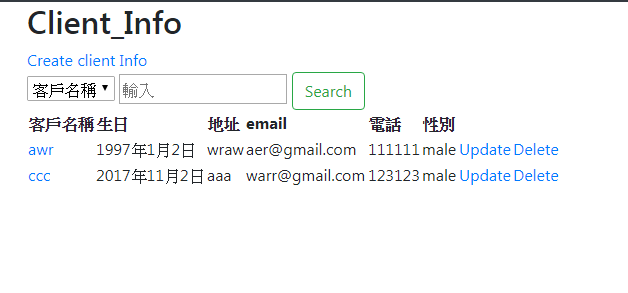 Client_Info
Create client Info
客戶名稱 輸入 Search
客戶名稱 生日 地址 email 電話 性別
awr 1997年1月2日 wraw aer@gmail.com 111111 male Update Delete
ccc 2017年11月2日 aaa warr@gmail.com 123123 male Update Delete